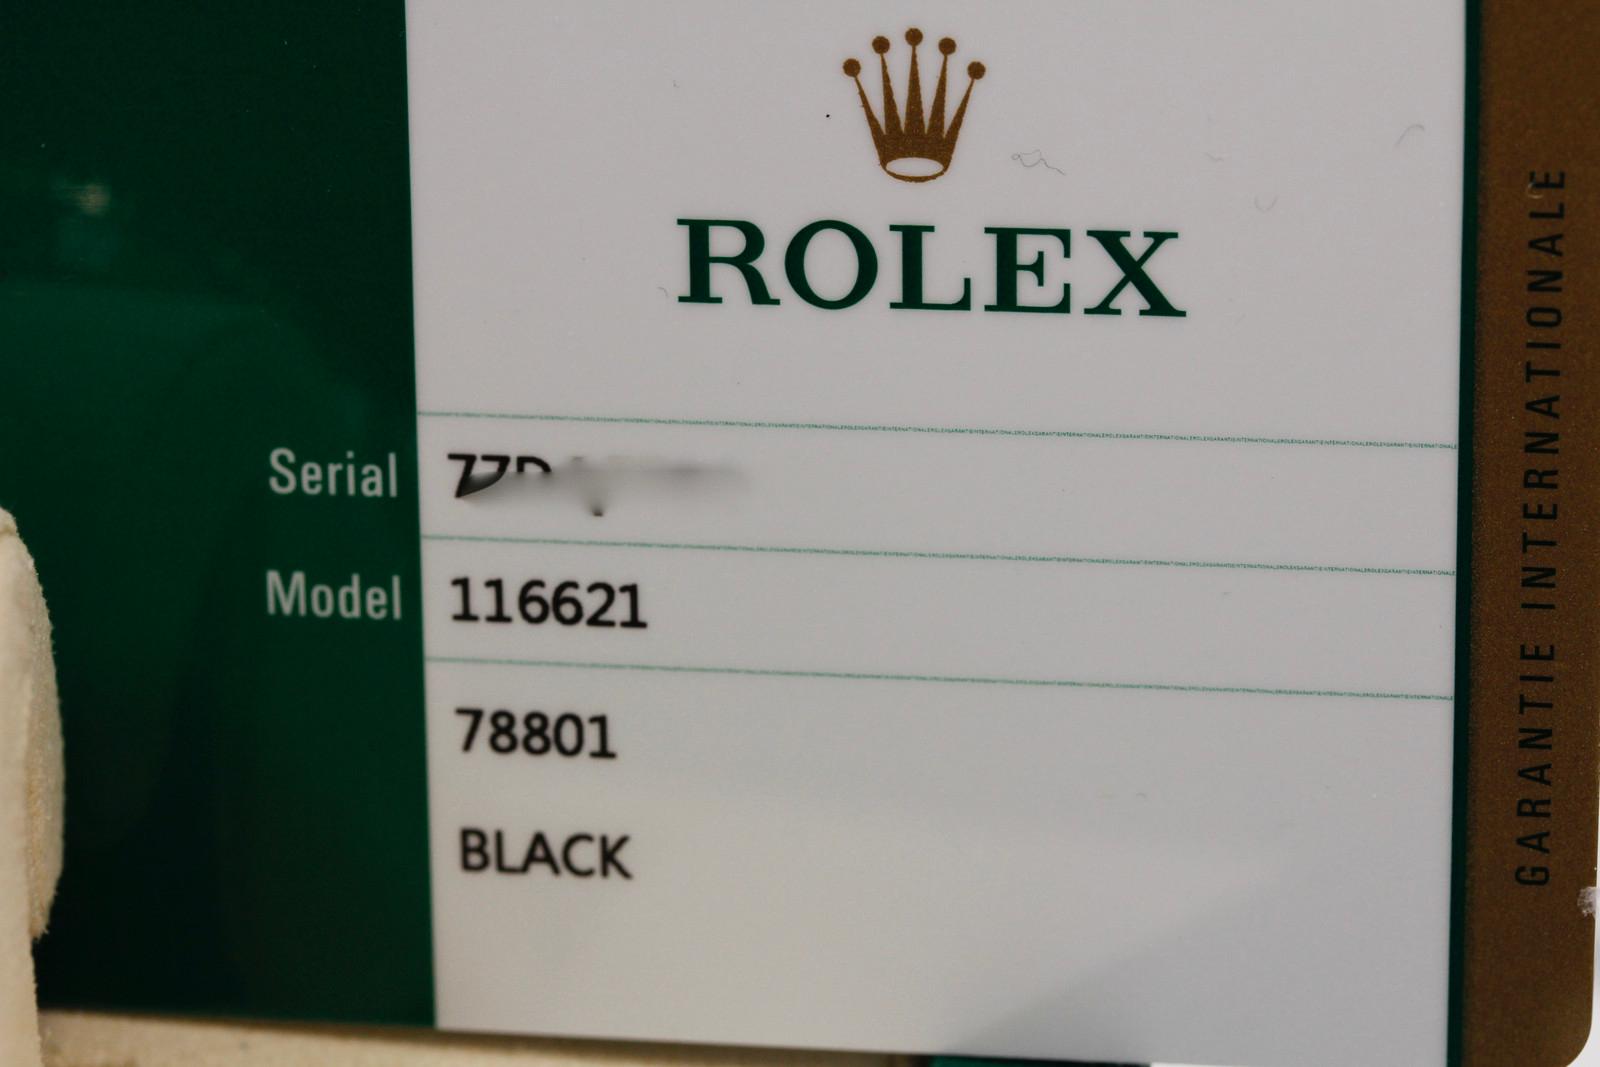 ROLEX
Serial
Model 116621
78801
BLACK
GARANTIE INTERNATIONALE